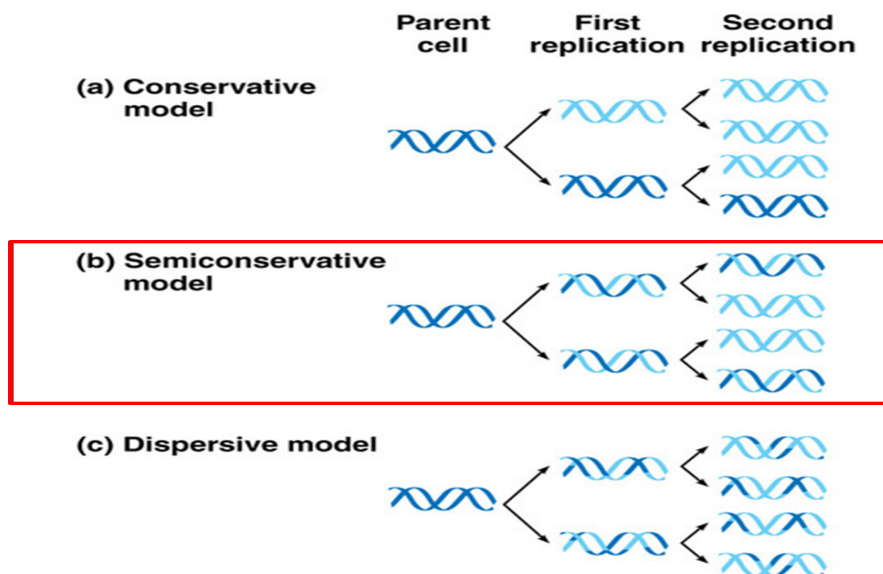 Parent
cell
First
replication
Second
replication
(a) Conservative
model
(b) Semiconservative
model
(c) Dispersive model